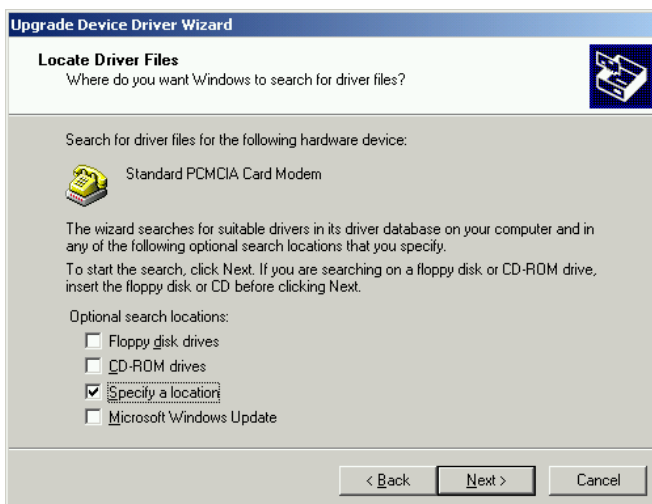 Upgrade Device Driver Wizard
Locate Driver Files
Where do you want Windows to search for driver files?
Search for driver files for the following hardware device:
Standard PCMCIA Card Modem
The wizard searches for suitable drivers in its driver database on your computer and in
any of the following optional search locations that you specify.
To start the search, click Next. If you are searching on a floppy disk or CD-ROM drive,
insert the floppy disk or CD before clicking Next.
Optional search locations:
Floppy disk drives
CD-ROM drives
Specify a location
Microsoft Windows Update
< Back
Next >
Cancel